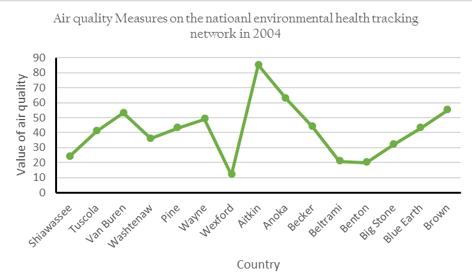 Air quality Measures on the natioanl environmental health tracking
network in 2004
Value of air quality
90
80
70
60
50
40
30
20
10
0
Shiawassee
Tuscola
Van Buren
Washtenaw
Pine
Wayne
Wexford
Aitkin
Anoka
Becker
Beltrami
Benton
Big Stone
Blue Earth
Brown
Country